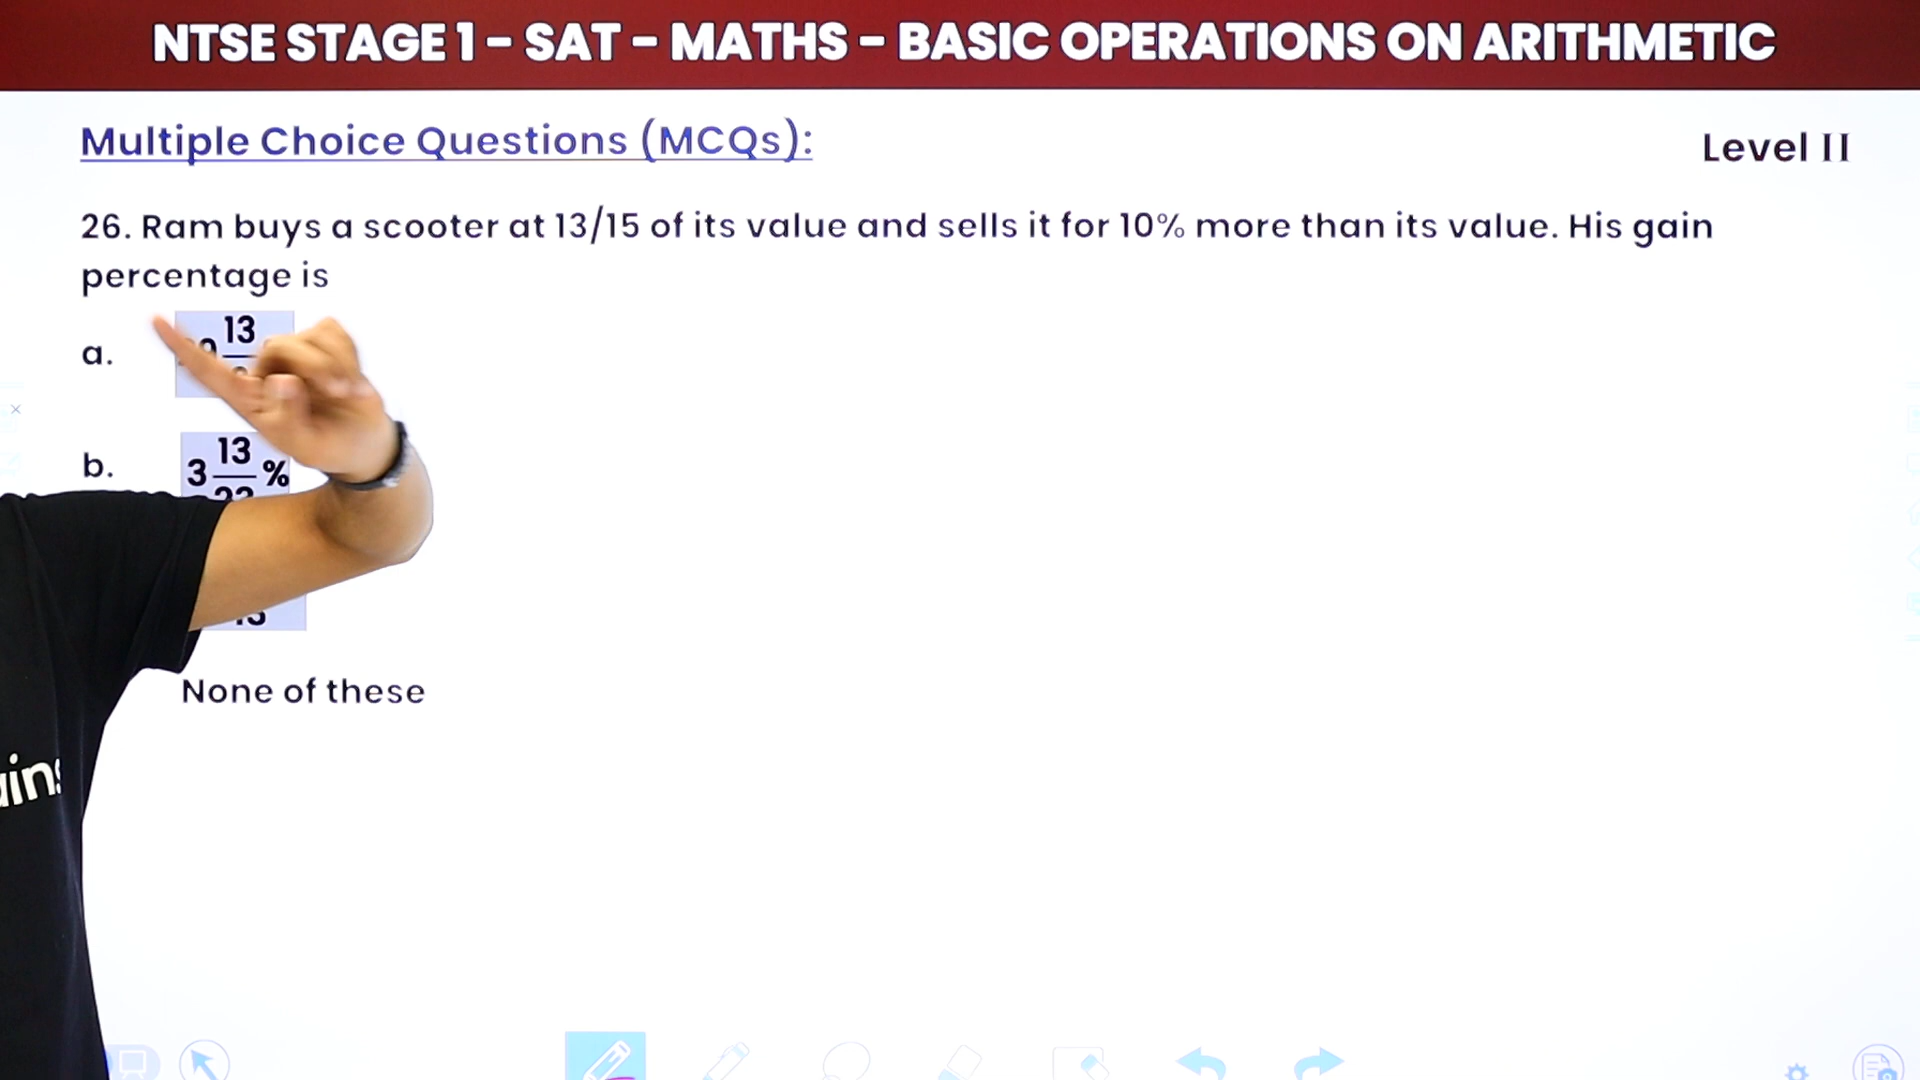 NTSE STAGE 1 – SAT – MATHS – BASIC OPERATIONS ON ARITHMETIC
Multiple Choice Questions (MCQs):
Level II
26. Ram buys a scooter at 13/15 of its value and sells it for 10% more than its value. His gain
percentage is
a.
13
b.
3 13/23 %
None of these